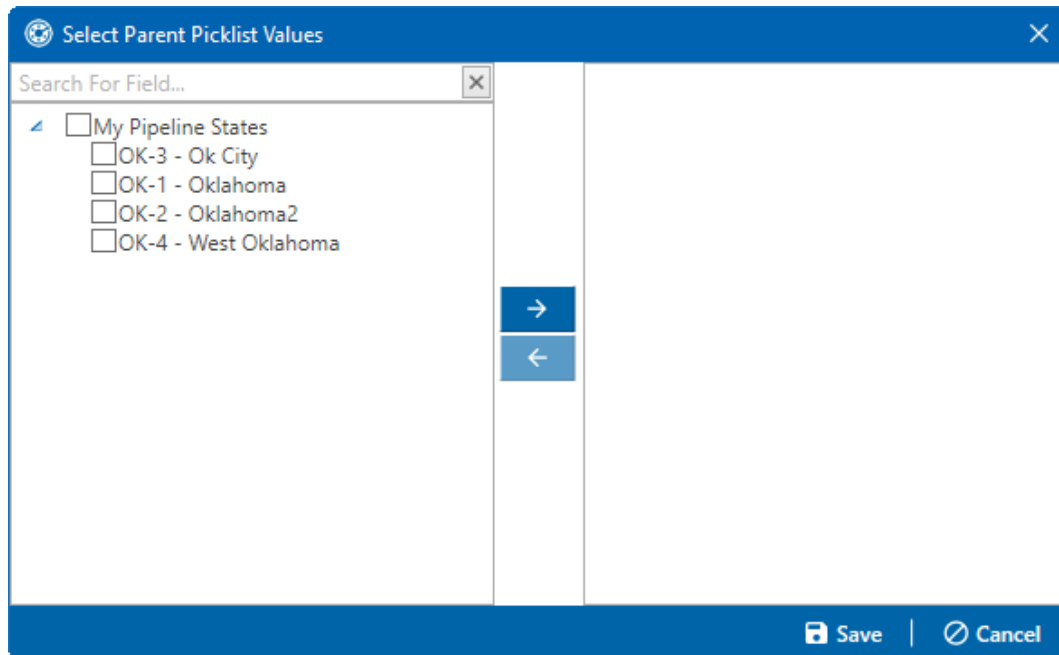 Select Parent Picklist Values
Search For Field...
My Pipeline States
OK-3 - Ok City
OK-1 - Oklahoma
OK-2 - Oklahoma2
OK-4 - West Oklahoma
Save | Cancel